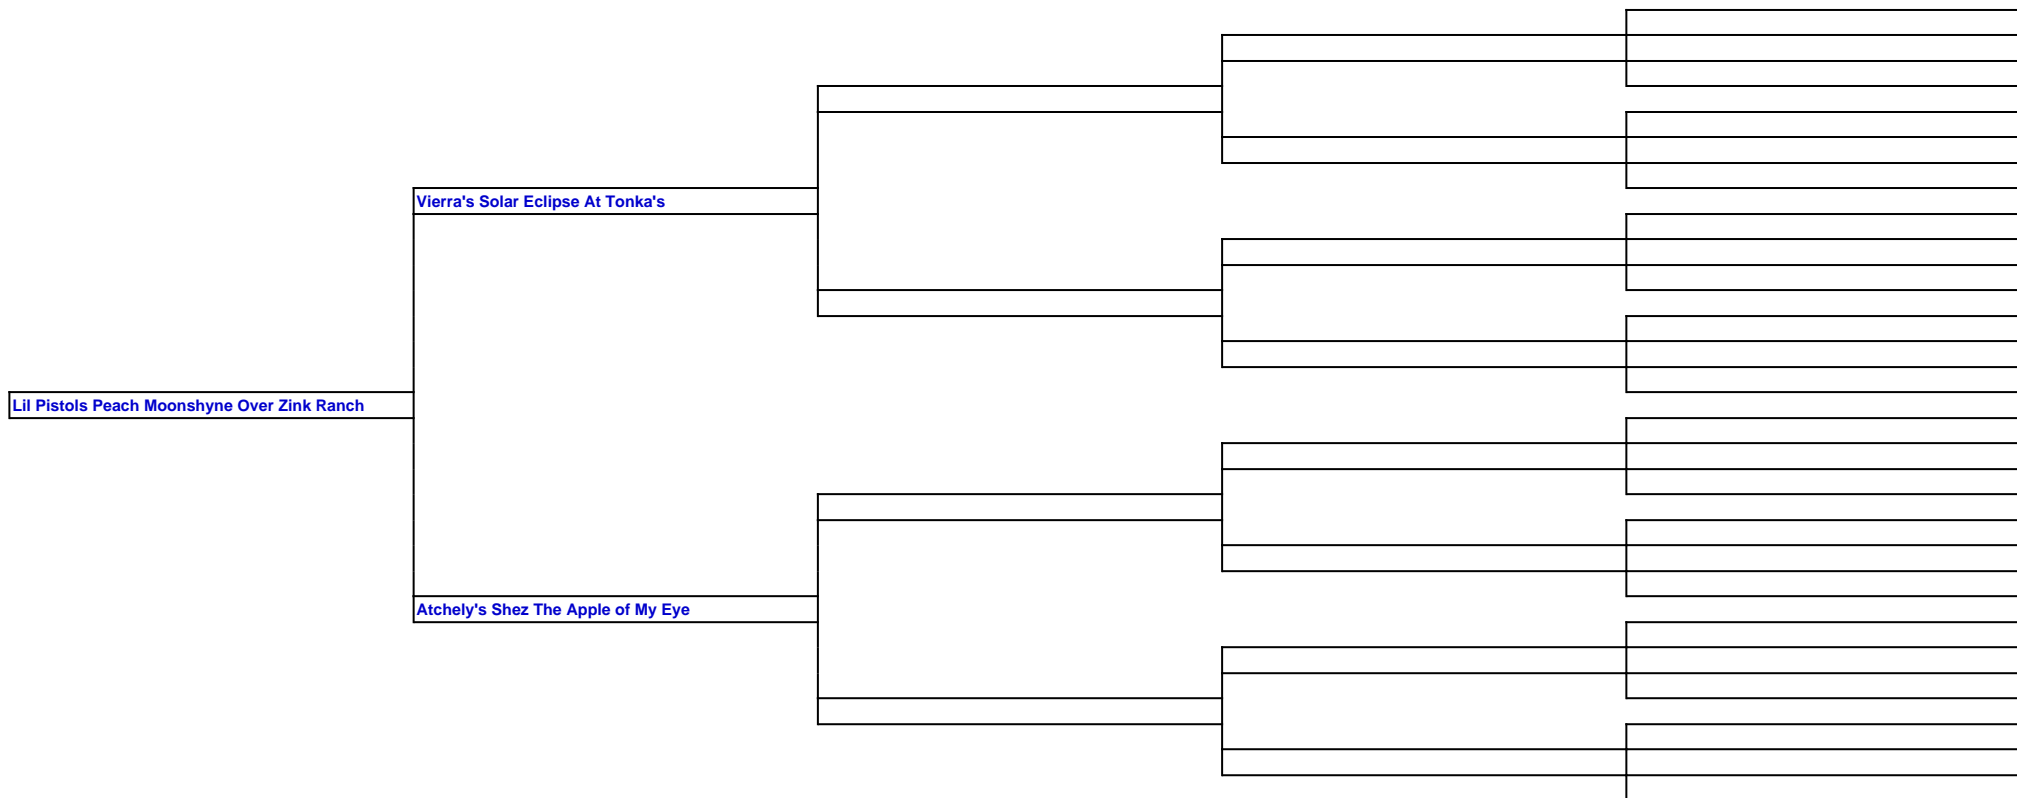 Vierra's Solar Eclipse At Tonka's
Lil Pistols Peach Moonshyne Over Zink Ranch
Atchely's Shez The Apple of My Eye